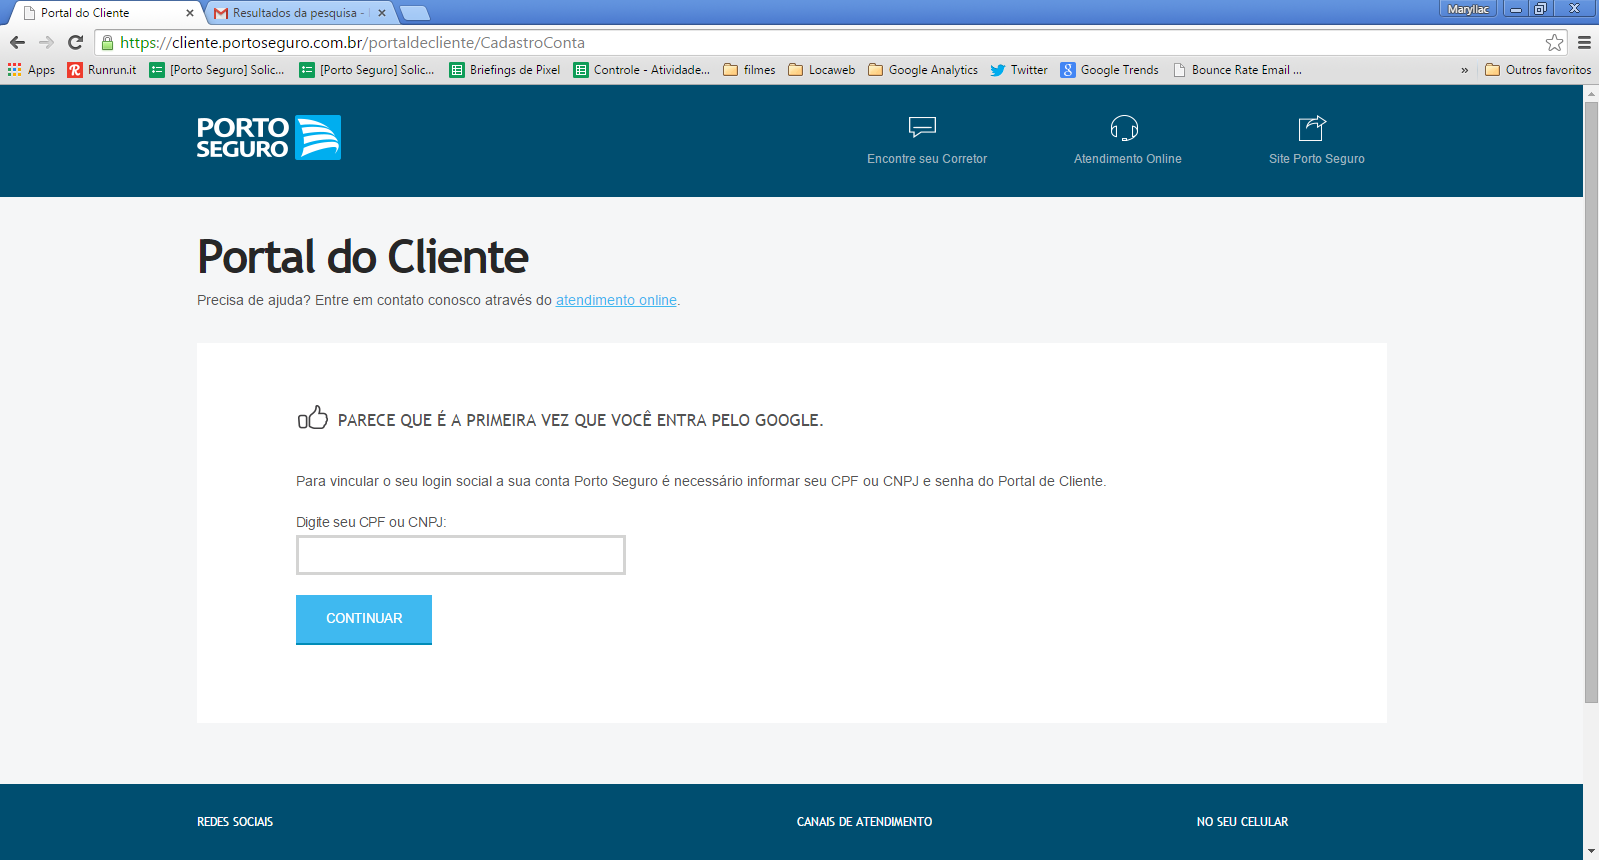 Portal do Cliente
Resultados da pesquisa -
Maryllac
https://cliente.portoseguro.com.br/portaldecliente/CadastroConta
Apps
Runrun.it
[Porto Seguro] Solic...
[Porto Seguro] Solic...
Briefings de Pixel
Controle - Atividade...
filmes
Locaweb
Google Analytics
Twitter
Google Trends
Bounce Rate Email ...
»
Outros favoritos
PORTO
SEGURO
Encontre seu Corretor
Atendimento Online
Site Porto Seguro
Portal do Cliente
Precisa de ajuda? Entre em contato conosco através do atendimento online.
PARECE QUE É A PRIMEIRA VEZ QUE VOCÊ ENTRA PELO GOOGLE.
Para vincular o seu login social a sua conta Porto Seguro é necessário informar seu CPF ou CNPJ e senha do Portal de Cliente.
Digite seu CPF ou CNPJ:
CONTINUAR
REDES SOCIAIS
CANAIS DE ATENDIMENTO
NO SEU CELULAR